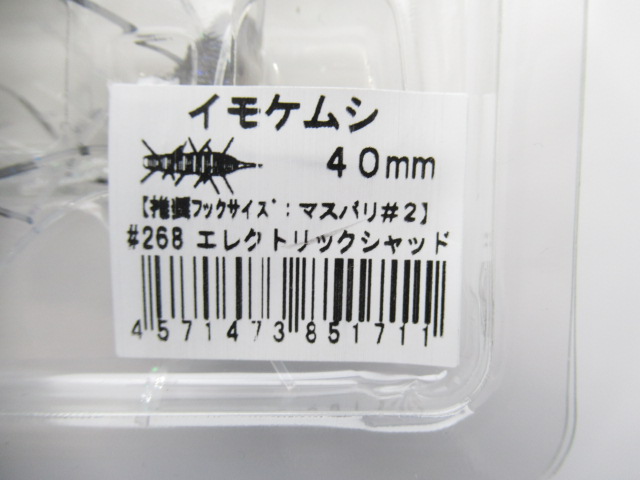 イモケムシ
40mm
【推奨フックサイズ：マスバリ#2】
#268 エレクトリックシャッド
4571473851711